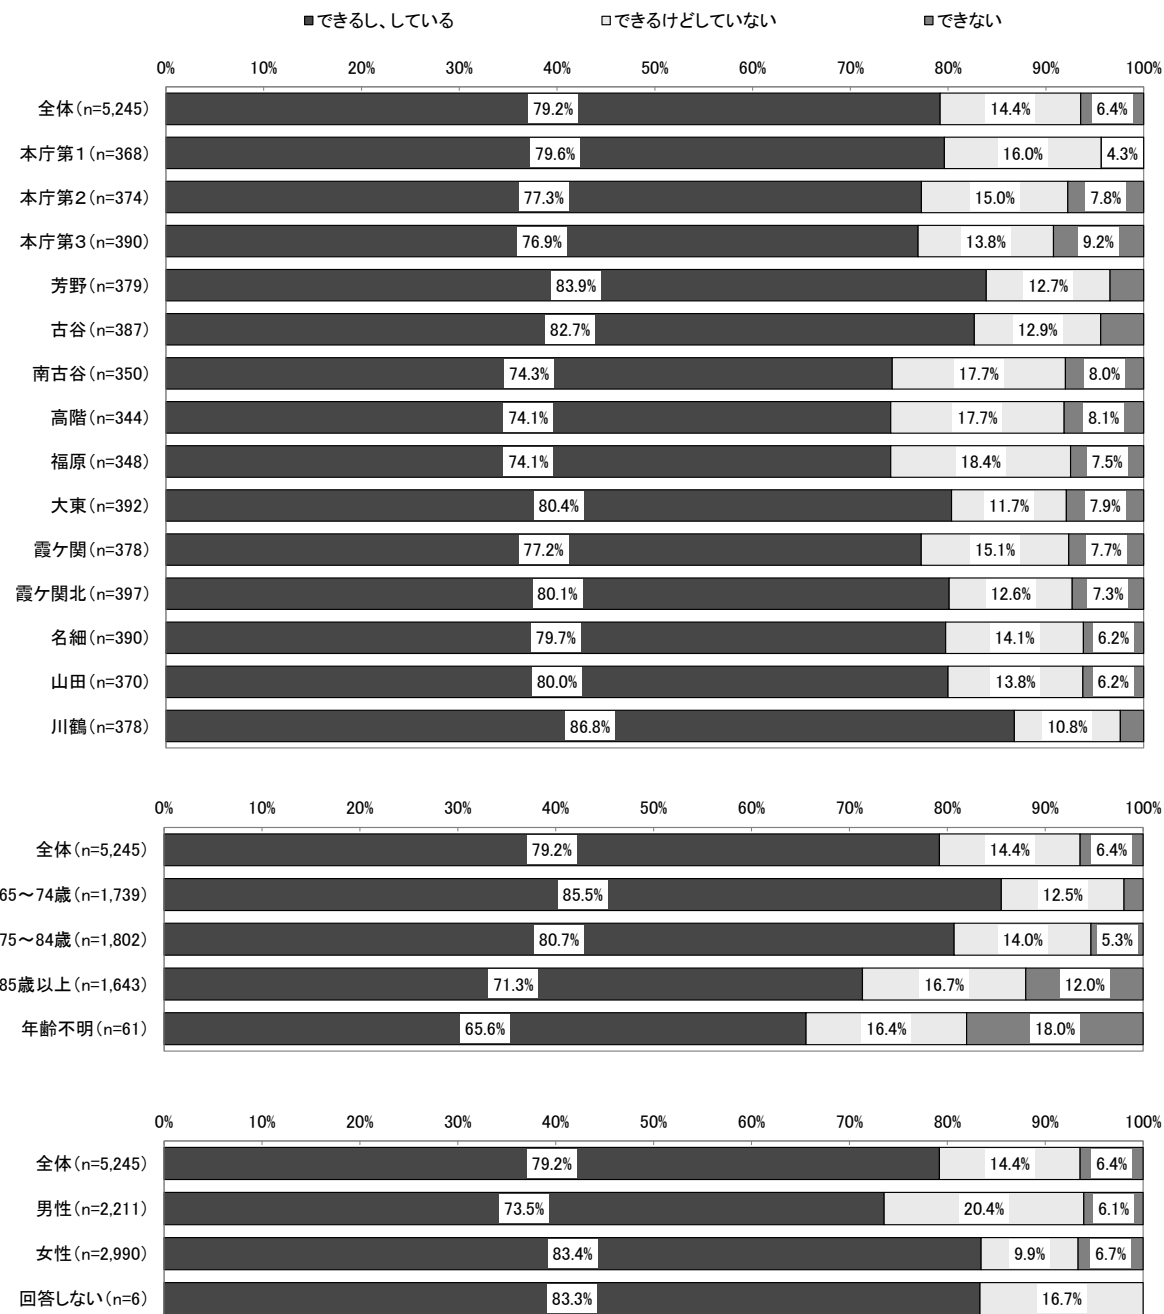 ■できるし、している □できるけどしていない ■できない
0% 10% 20% 30% 40% 50% 60% 70% 80% 90% 100%
全体(n=5,245) 79.2% 14.4% 6.4%
本庁第1(n=368) 79.6% 16.0% 4.3%
本庁第2(n=374) 77.3% 15.0% 7.8%
本庁第3(n=390) 76.9% 13.8% 9.2%
芳野(n=379) 83.9% 12.7%
古谷(n=387) 82.7% 12.9%
南古谷(n=350) 74.3% 17.7% 8.0%
高階(n=344) 74.1% 17.7% 8.1%
福原(n=348) 74.1% 18.4% 7.5%
大東(n=392) 80.4% 11.7% 7.9%
霞ケ関(n=378) 77.2% 15.1% 7.7%
霞ケ関北(n=397) 80.1% 12.6% 7.3%
名細(n=390) 79.7% 14.1% 6.2%
山田(n=370) 80.0% 13.8% 6.2%
川鶴(n=378) 86.8% 10.8%
0% 10% 20% 30% 40% 50% 60% 70% 80% 90% 100%
全体(n=5,245) 79.2% 14.4% 6.4%
65～74歳(n=1,739) 85.5% 12.5%
75～84歳(n=1,802) 80.7% 14.0% 5.3%
85歳以上(n=1,643) 71.3% 16.7% 12.0%
年齢不明(n=61) 65.6% 16.4% 18.0%
0% 10% 20% 30% 40% 50% 60% 70% 80% 90% 100%
全体(n=5,245) 79.2% 14.4% 6.4%
男性(n=2,211) 73.5% 20.4% 6.1%
女性(n=2,990) 83.4% 9.9% 6.7%
回答しない(n=6) 83.3% 16.7%